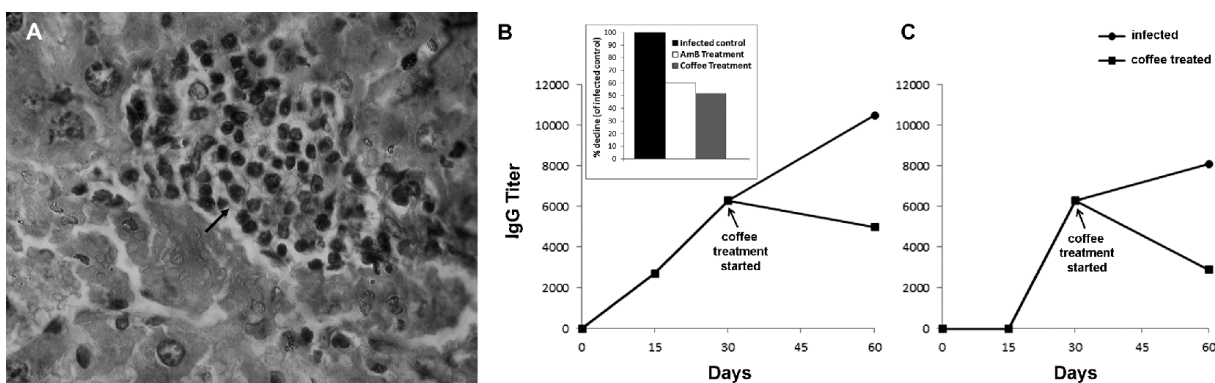 A
B
C
% decline (of infected control)
100
90
80
70
60
50
40
30
20
10
0
infected control
AmB Treatment
Coffee Treatment
infected
coffee treated
IgG Titer
12000
10000
8000
6000
4000
2000
0
coffee
treatment
started
0 15 30 45 60
Days
12000
10000
8000
6000
4000
2000
0
coffee
treatment
started
0 15 30 45 60
Days